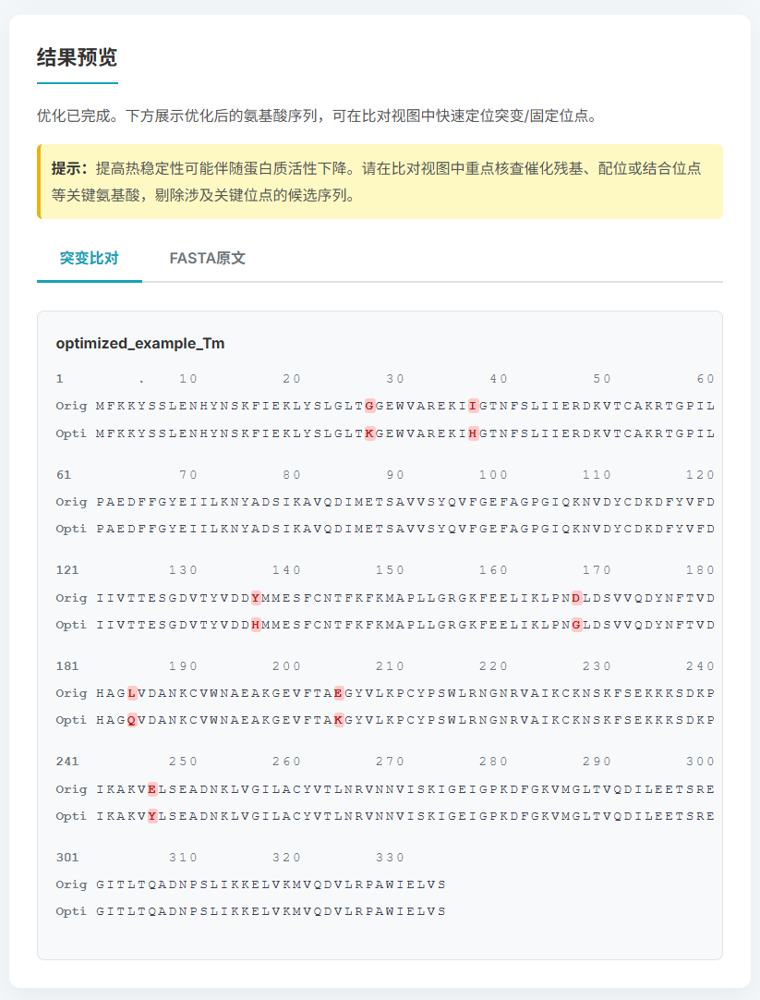 结果预览
优化已完成。下方展示优化后的氨基酸序列，可在比对视图中快速定位突变/固定位点。
提示：提高热稳定性可能伴随蛋白质活性下降。请在比对视图中重点核查催化残基、配位或结合位点
等关键氨基酸，剔除涉及关键位点的候选序列。
突变比对 FASTA原文
optimized_example_Tm
1 . 10 20 30 40 50 60
Orig MFKKYSSLENHYNSKFIEKLYSLGLTGGEWVAREKIIGTNFSLIIERDKVTCAKRTGPIL
Opti MFKKYSSLENHYNSKFIEKLYSLGLTKGEWVAREKIHGTNFSLIIERDKVTCAKRTGPIL
61 70 80 90 100 110 120
Orig PAEDFFGYEIILKNYADSIKAVQDIMETSAVVSYQVFGEFAGPGIQKNVDYCDKDFYVFD
Opti PAEDFFGYEIILKNYADSIKAVQDIMETSAVVSYQVFGEFAGPGIQKNVDYCDKDFYVFD
121 130 140 150 160 170 180
Orig IIVTTESGDVTYVDDYMMESFCNTFKFKMAPLLGRGKFEELIKLPNDLDSVVQDYNFTVD
Opti IIVTTESGDVTYVDDHMMESFCNTFKFKMAPLLGRGKFEELIKLPNGLDSVVQDYNFTVD
181 190 200 210 220 230 240
Orig HAGLVDANKCVWNAEAKGEVFTAEGYVLKPCYPSWLRNGNRVAIKCKNSKFSEKKKSDKP
Opti HAGQVDANKCVWNAEAKGEVFTAKGYVLKPCYPSWLRNGNRVAIKCKNSKFSEKKKSDKP
241 250 260 270 280 290 300
Orig IKAKVELSEADNKLVGILACYVTLNRVNNVISKIGEIGPKDFGKVMGLTVQDILEETSRE
Opti IKAKVYLSEADNKLVGILACYVTLNRVNNVISKIGEIGPKDFGKVMGLTVQDILEETSRE
301 310 320 330
Orig GITLTQADNPSLIKKELVKMVQDVLRPAWIELVS
Opti GITLTQADNPSLIKKELVKMVQDVLRPAWIELVS